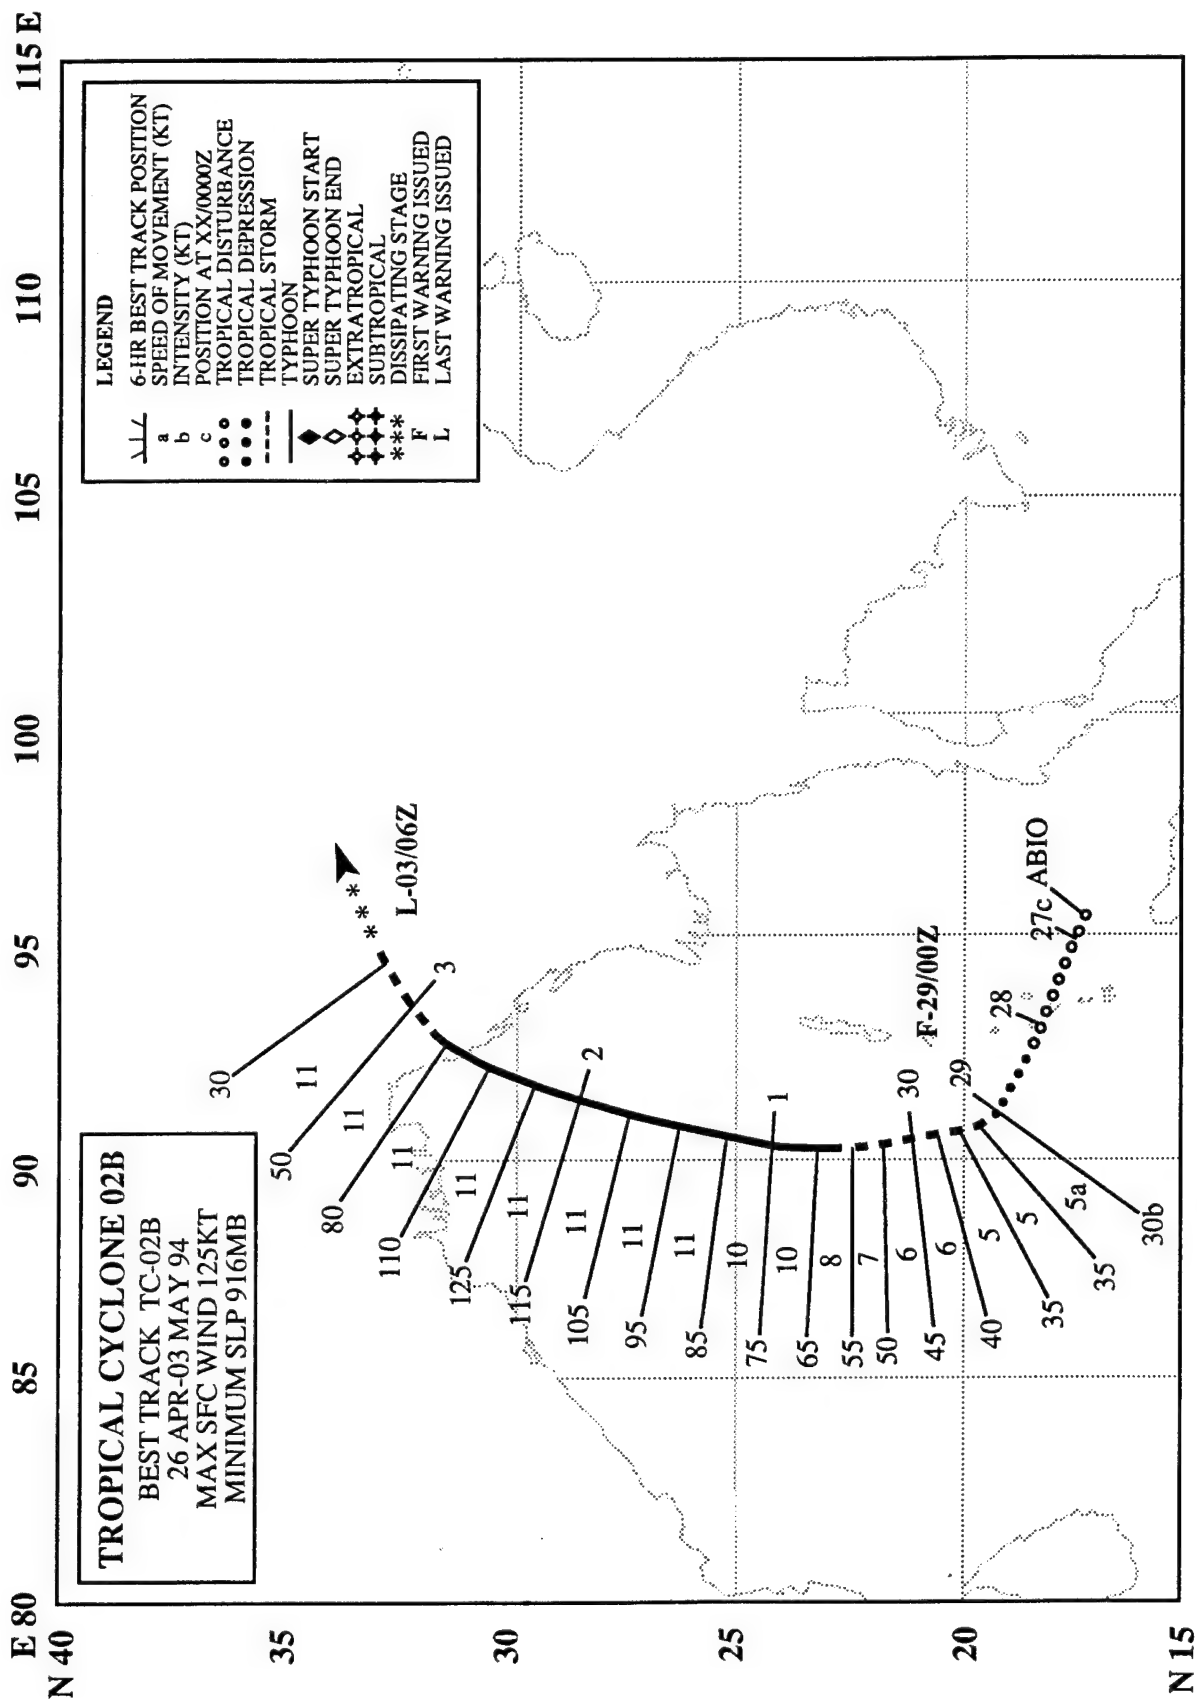 TROPICAL CYCLONE 02B
BEST TRACK TC-02B
26 APR-03 MAY 94
MAX SFC WIND 125KT
MINIMUM SLP 916MB
LEGEND
6-HR BEST TRACK POSITION
a SPEED OF MOVEMENT (KT)
b INTENSITY (KT)
c POSITION AT XX/0000Z
TROPICAL DISTURBANCE
TROPICAL DEPRESSION
TROPICAL STORM
TYPHOON
SUPER TYPHOON START
SUPER TYPHOON END
EXTRATROPICAL
SUBTROPICAL
*** DISSIPATING STAGE
F FIRST WARNING ISSUED
L LAST WARNING ISSUED
E 80
85
90
95
100
105
110
115 E
N 40
35
30
25
20
N 15
L-03/06Z
***
30
11
3
50
11
80
11
110
11
125
11
2
115
11
105
11
95
11
85
10
1
75
10
65
8
55
7
50
6
30
45
6
40
5
35
5
35
5a
30b
F-29/00Z
29
28
27c
ABIO